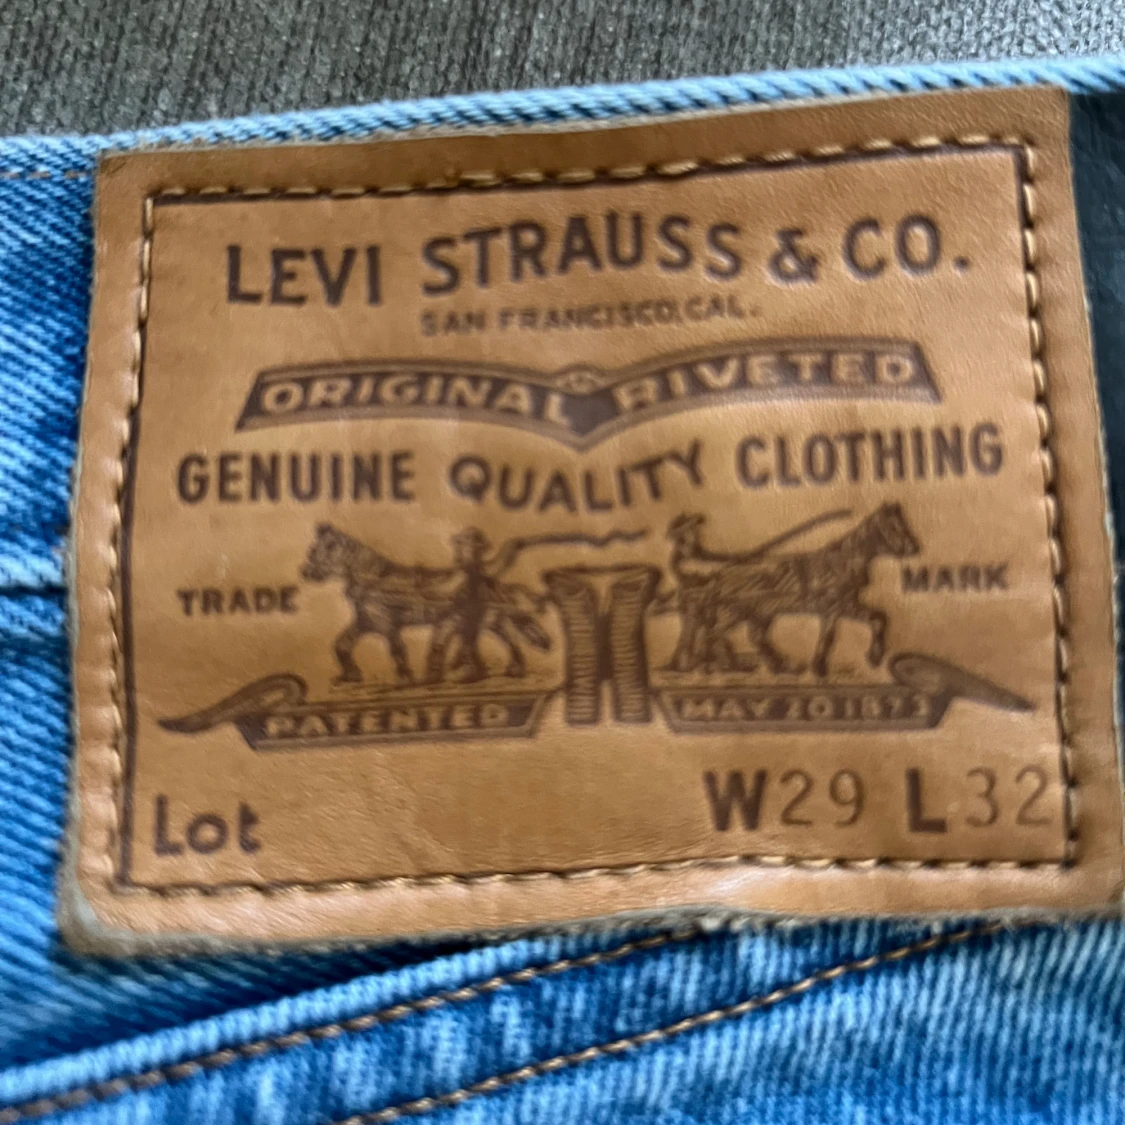 LEVI STRAUSS & CO.
SAN FRANCISCO, CAL.
ORIGINAL RIVETED
GENUINE QUALITY CLOTHING
TRADE MARK
PATENTED MAY 20 1873
Lot W29 L32